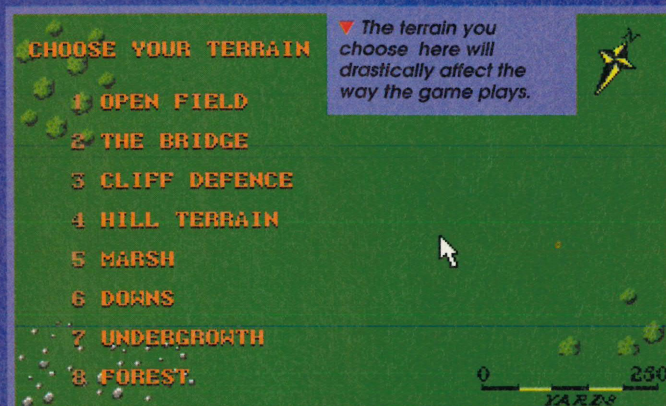 CHOOSE YOUR TERRAIN
1 OPEN FIELD
2 THE BRIDGE
3 CLIFF DEFENCE
4 HILL TERRAIN
5 MARSH
6 DOWNS
7 UNDERGROWTH
8 FOREST
▼ The terrain you
choose here will
drastically affect the
way the game plays.
N
0 250
YARDS